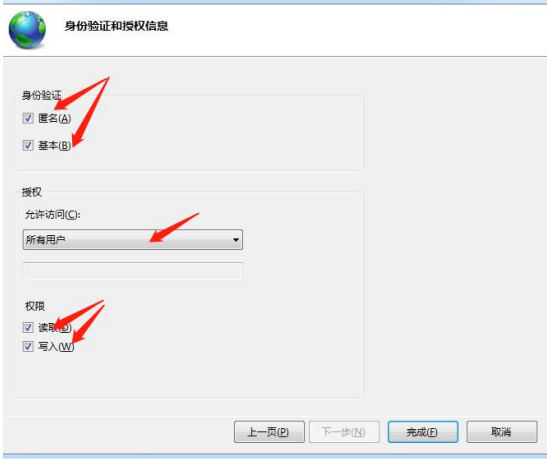 身份验证和授权信息
身份验证
匿名(A)
基本(B)
授权
允许访问(C):
所有用户
权限
读取(D)
写入(W)
上一页(P) 下一步(N) 完成(F) 取消